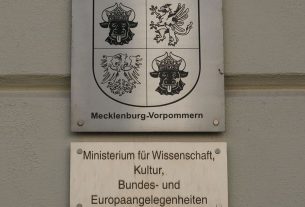 Mecklenburg-Vorpommern
Ministerium für Wissenschaft,
Kultur,
Bundes- und
Europaangelegenheiten